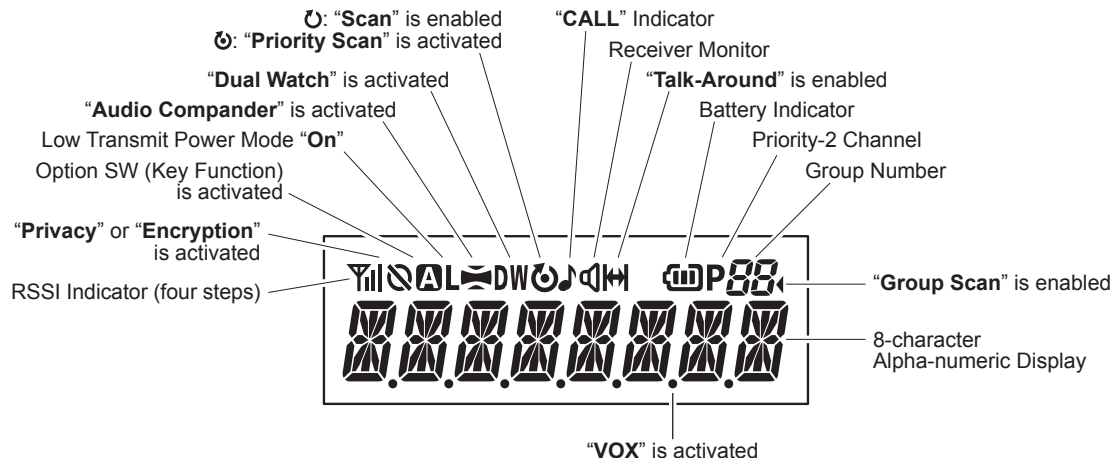 ↻: “Scan” is enabled
“CALL” Indicator
⥁: “Priority Scan” is activated
Receiver Monitor
“Dual Watch” is activated
“Talk-Around” is enabled
“Audio Compander” is activated
Battery Indicator
Low Transmit Power Mode “On”
Priority-2 Channel
Option SW (Key Function)
is activated
Group Number
“Privacy” or “Encryption”
is activated
RSSI Indicator (four steps)
A L DW P 88
“Group Scan” is enabled
8-character
Alpha-numeric Display
“VOX” is activated